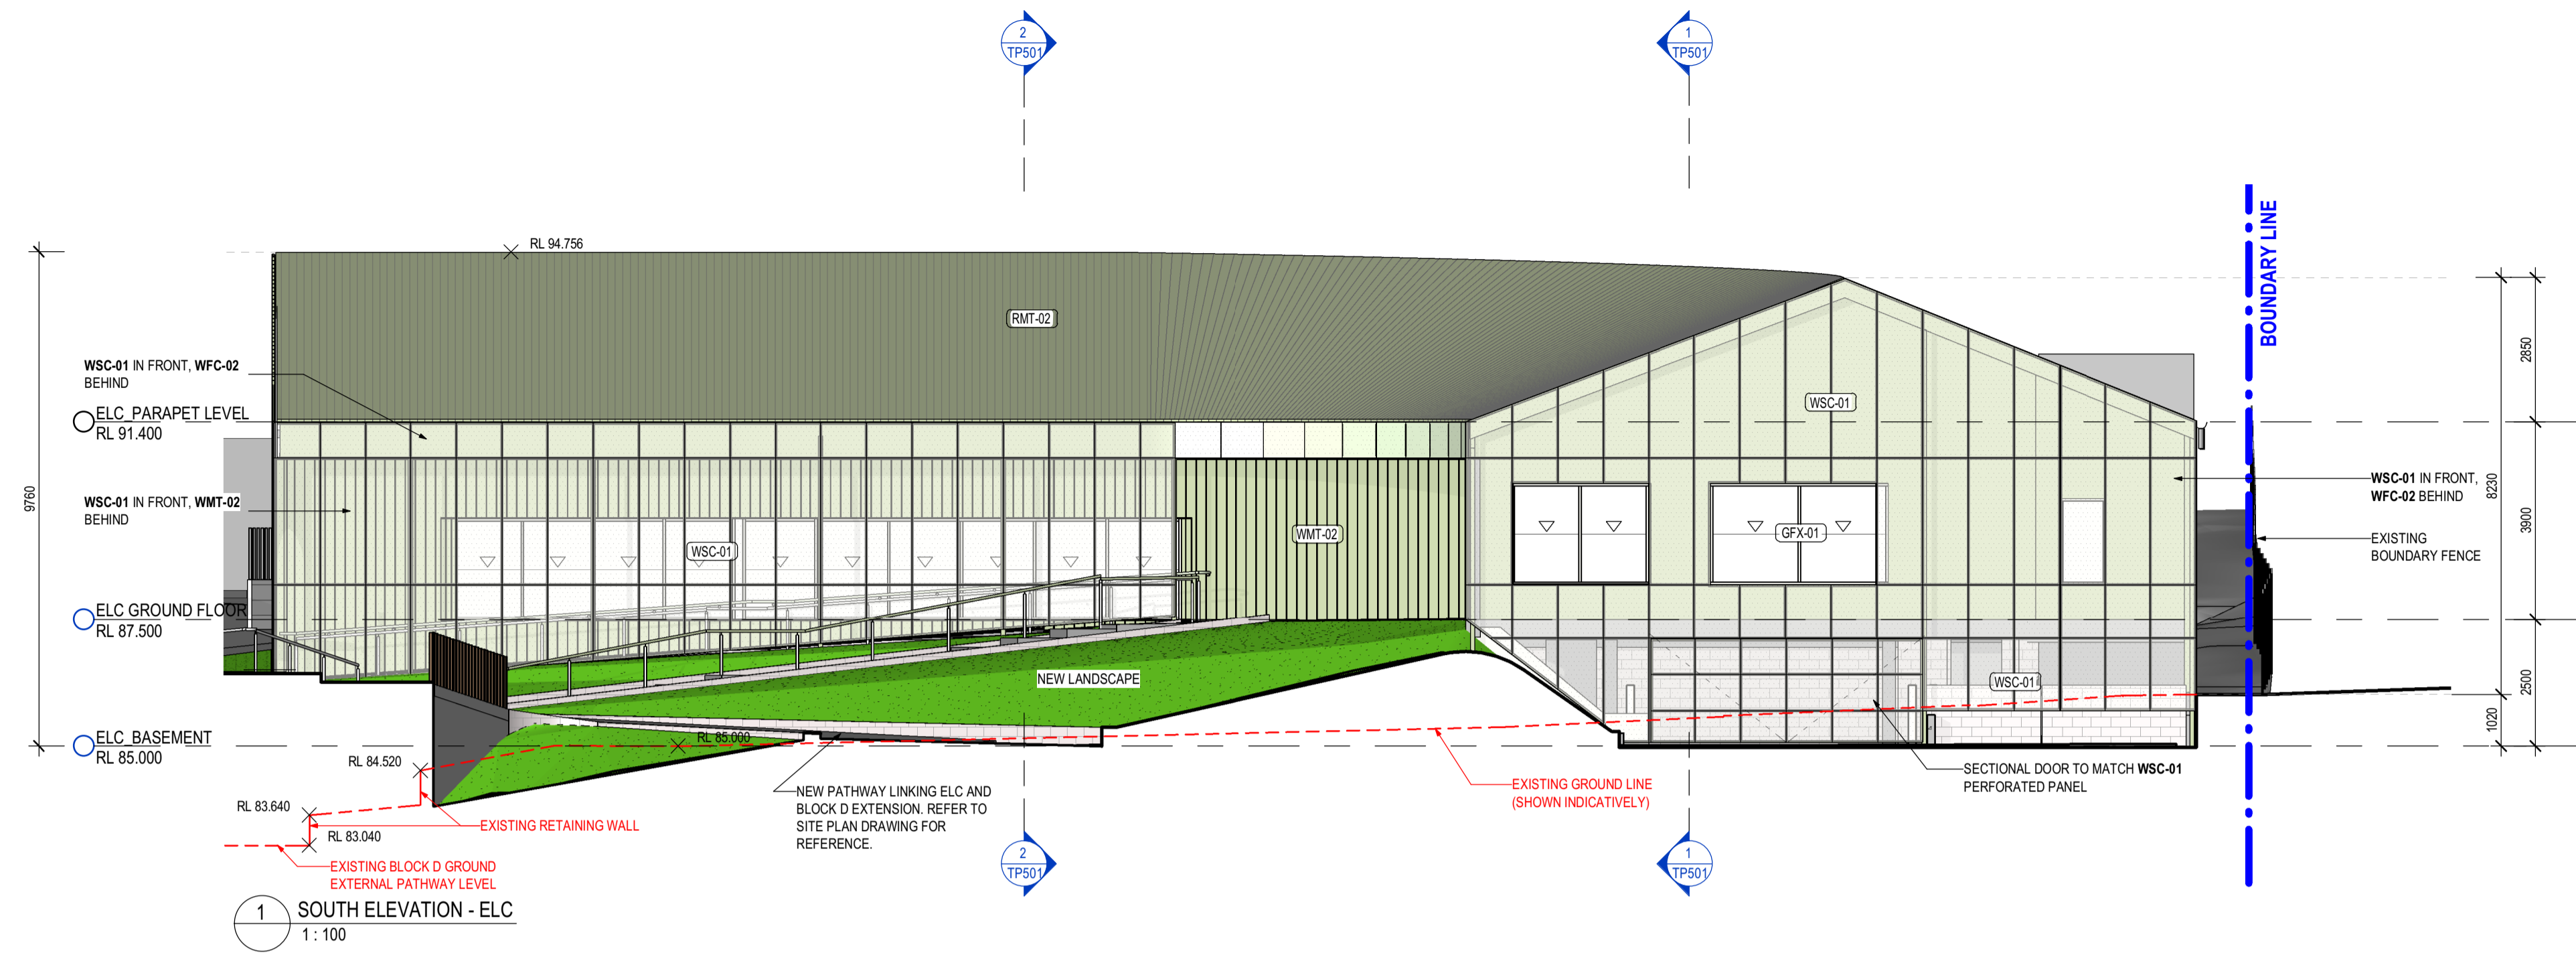 2
TP501
1
TP501
BOUNDARY LINE
RL 94.756
RMT-02
WSC-01 IN FRONT, WFC-02
BEHIND
ELC_PARAPET LEVEL
RL 91.400
WSC-01
2850
9760
WSC-01 IN FRONT, WMT-02
BEHIND
WSC-01
WMT-02
GFX-01
WSC-01 IN FRONT,
WFC-02 BEHIND
8230
3900
EXISTING
BOUNDARY FENCE
ELC GROUND FLOOR
RL 87.500
NEW LANDSCAPE
WSC-01
2500
1020
ELC_BASEMENT
RL 85.000
RL 85.000
RL 84.520
RL 83.640
RL 83.040
EXISTING RETAINING WALL
EXISTING BLOCK D GROUND
EXTERNAL PATHWAY LEVEL
NEW PATHWAY LINKING ELC AND
BLOCK D EXTENSION. REFER TO
SITE PLAN DRAWING FOR
REFERENCE.
EXISTING GROUND LINE
(SHOWN INDICATIVELY)
SECTIONAL DOOR TO MATCH WSC-01
PERFORATED PANEL
2
TP501
1
TP501
1
SOUTH ELEVATION - ELC
1 : 100